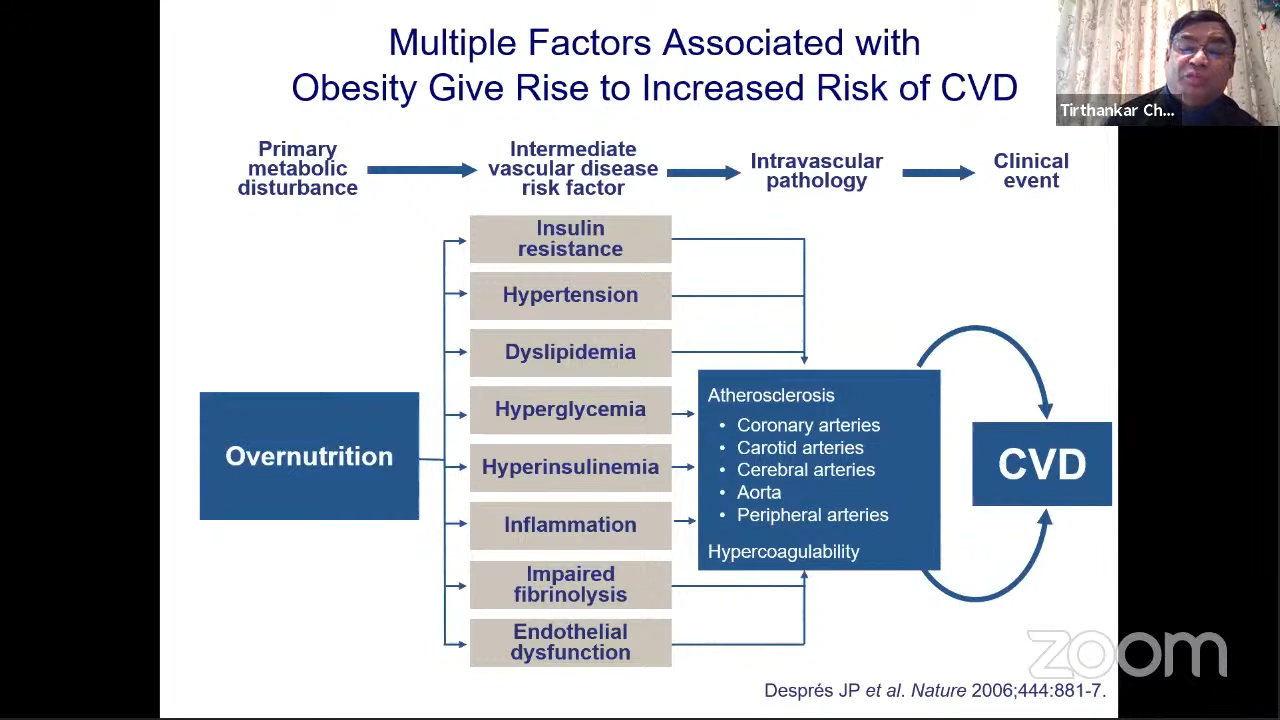 Multiple Factors Associated with
Obesity Give Rise to Increased Risk of CVD
Tirthankar Ch...
Primary
metabolic
disturbance
Intermediate
vascular disease
risk factor
Intravascular
pathology
Clinical
event
Overnutrition
Insulin
resistance
Hypertension
Dyslipidemia
Hyperglycemia
Hyperinsulinemia
Inflammation
Impaired
fibrinolysis
Endothelial
dysfunction
Atherosclerosis
• Coronary arteries
• Carotid arteries
• Cerebral arteries
• Aorta
• Peripheral arteries
Hypercoagulability
CVD
zoom
Després JP et al. Nature 2006;444:881-7.